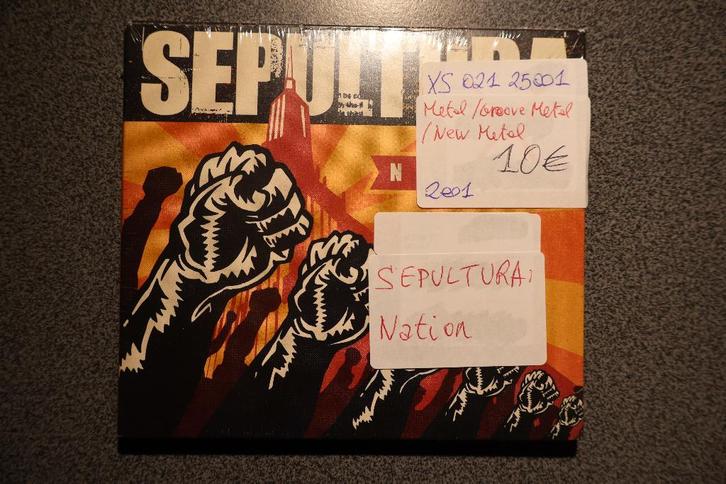 SEPULTURA
XS 021 25001
Metal/Groove Metal
/New Metal
10€
N
2001
SEPULTURA:
Nation